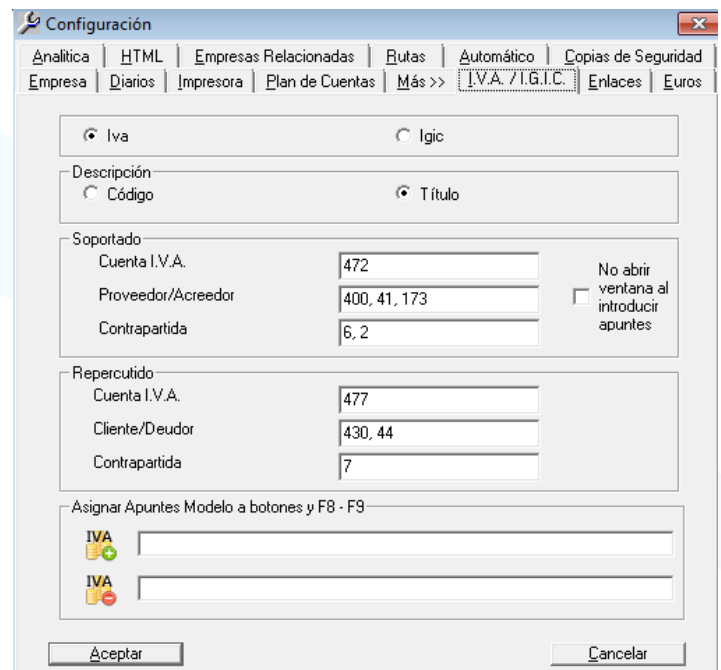 Configuración
Analitica HTML Empresas Relacionadas Rutas Automático Copias de Seguridad
Empresa Diarios Impresora Plan de Cuentas Más >> I.V.A. / I.G.I.C. Enlaces Euros
Iva Igic
Descripción
Código Título
Soportado
Cuenta I.V.A. 472
Proveedor/Acreedor 400, 41, 173
Contrapartida 6, 2
No abrir
ventana al
introducir
apuntes
Repercutido
Cuenta I.V.A. 477
Cliente/Deudor 430, 44
Contrapartida 7
Asignar Apuntes Modelo a botones y F8 - F9
IVA
IVA
Aceptar Cancelar